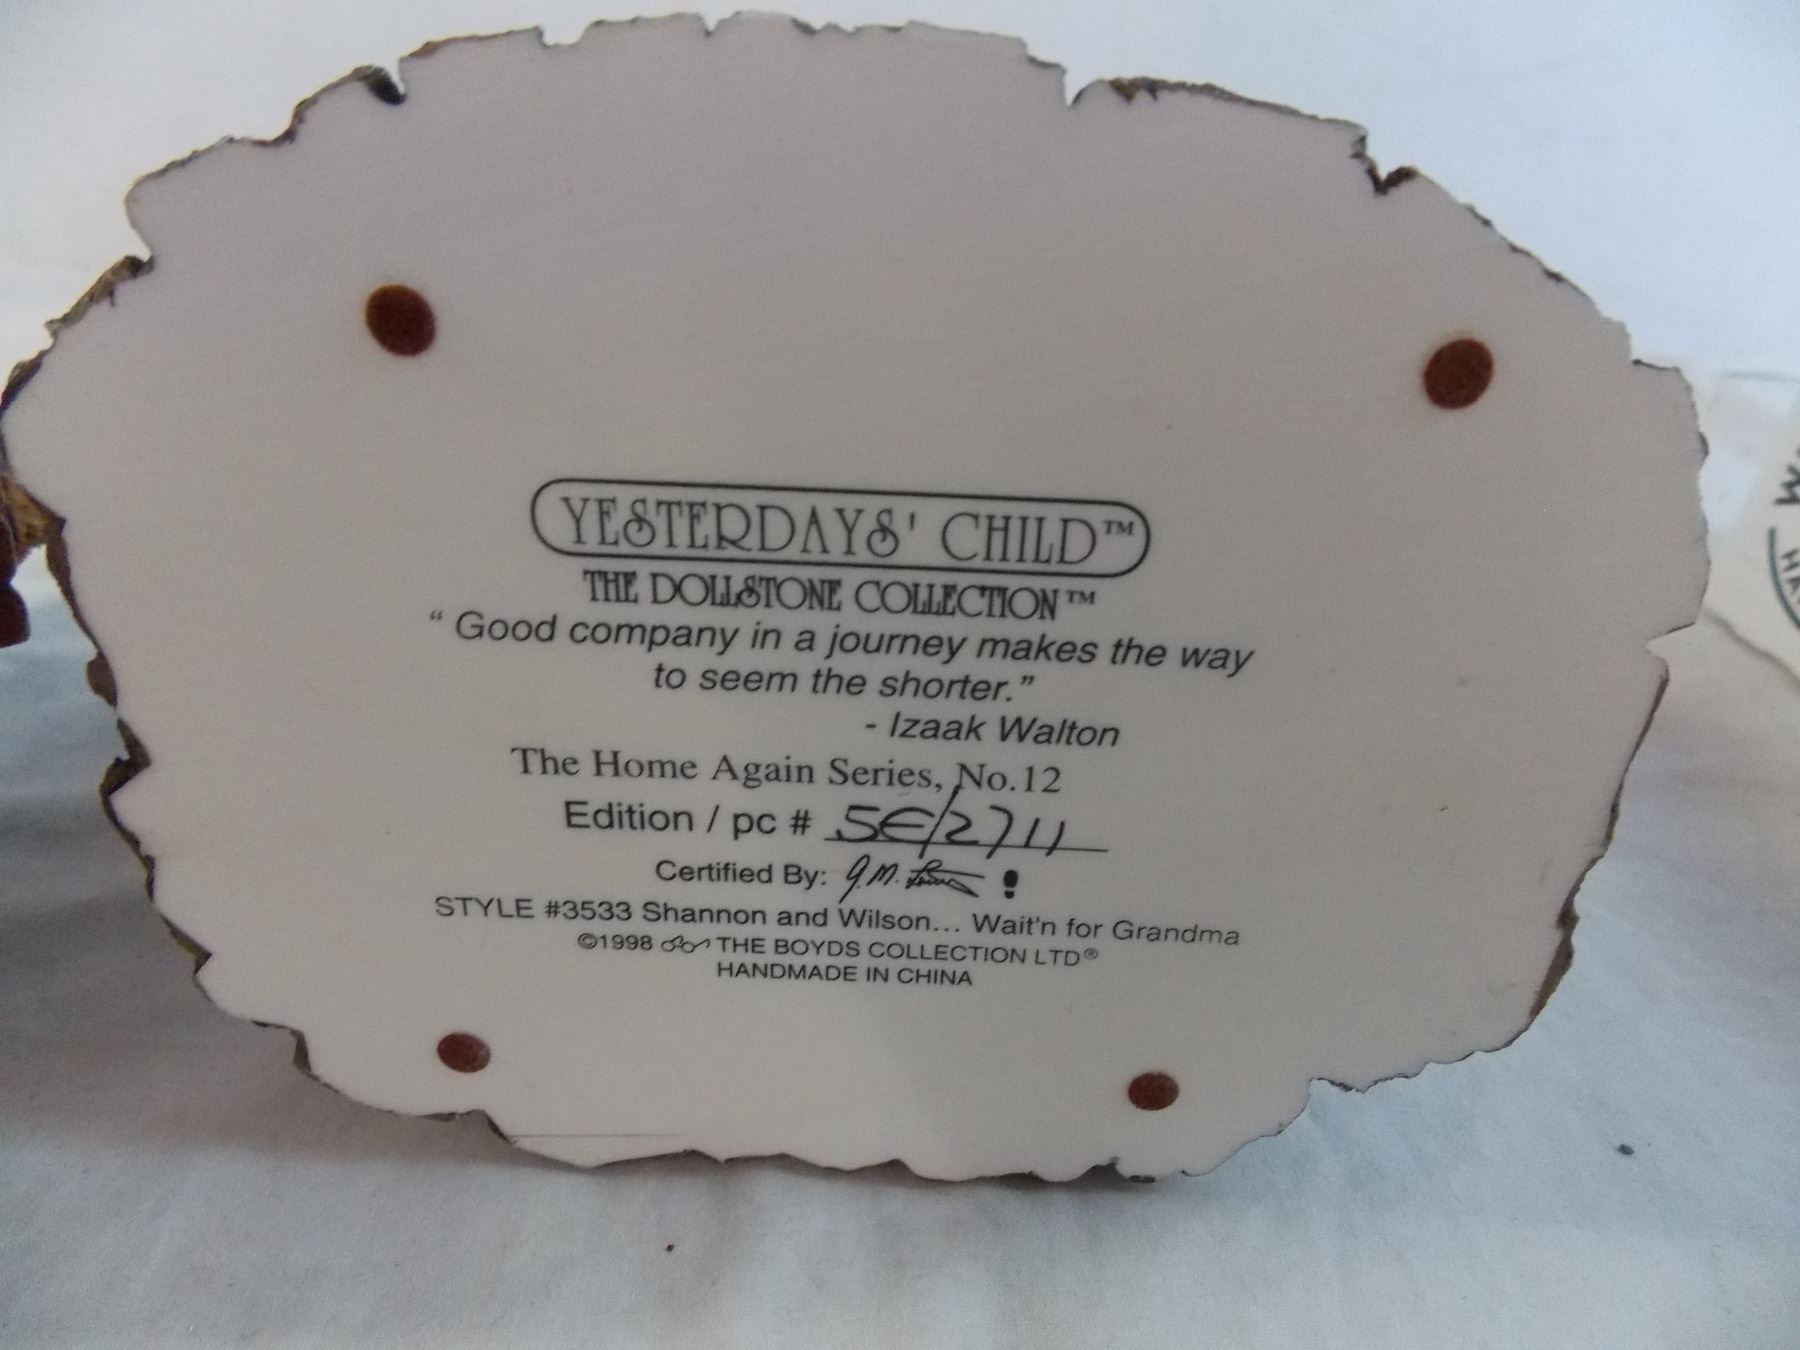 YESTERDAYS' CHILD™
THE DOLLSTONE COLLECTION™
“ Good company in a journey makes the way
to seem the shorter.”
- Izaak Walton
The Home Again Series, No.12
Edition / pc # 5E/2711
Certified By: G.M.
STYLE #3533 Shannon and Wilson... Wait'n for Grandma
©1998 THE BOYDS COLLECTION LTD®
HANDMADE IN CHINA